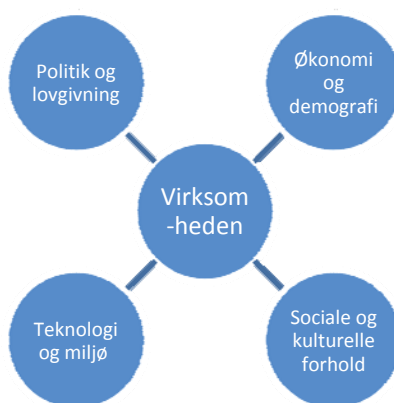 Politik og
lovgivning
Økonomi
og
demografi
Virksom
-heden
Teknologi
og miljø
Sociale og
kulturelle
forhold